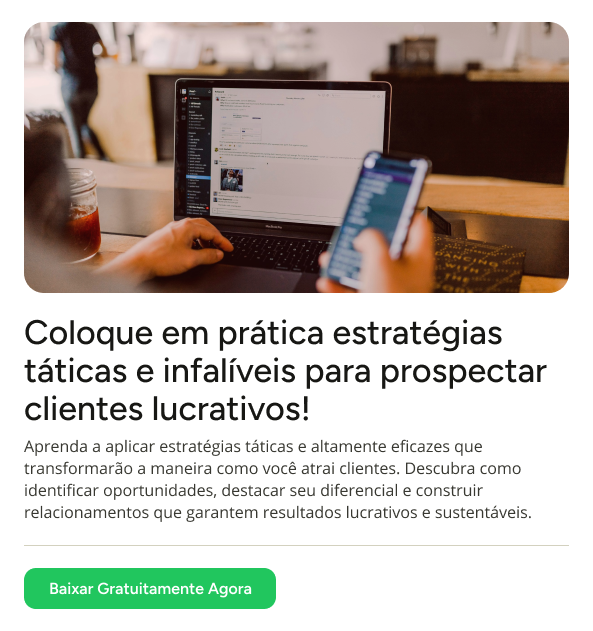 Coloque em prática estratégias
táticas e infalíveis para prospectar
clientes lucrativos!
Aprenda a aplicar estratégias táticas e altamente eficazes que
transformarão a maneira como você atrai clientes. Descubra como
identificar oportunidades, destacar seu diferencial e construir
relacionamentos que garantem resultados lucrativos e sustentáveis.
Baixar Gratuitamente Agora